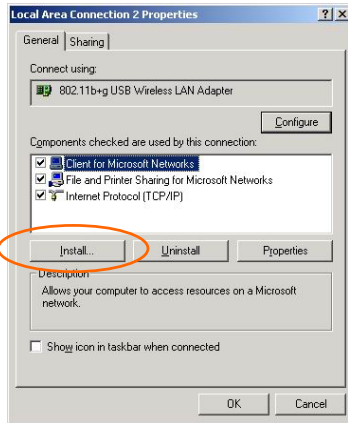 Local Area Connection 2 Properties
General Sharing
Connect using:
802.11b+g USB Wireless LAN Adapter
Configure
Components checked are used by this connection:
Client for Microsoft Networks
File and Printer Sharing for Microsoft Networks
Internet Protocol (TCP/IP)
Install... Uninstall Properties
Description
Allows your computer to access resources on a Microsoft
network.
Show icon in taskbar when connected
OK Cancel